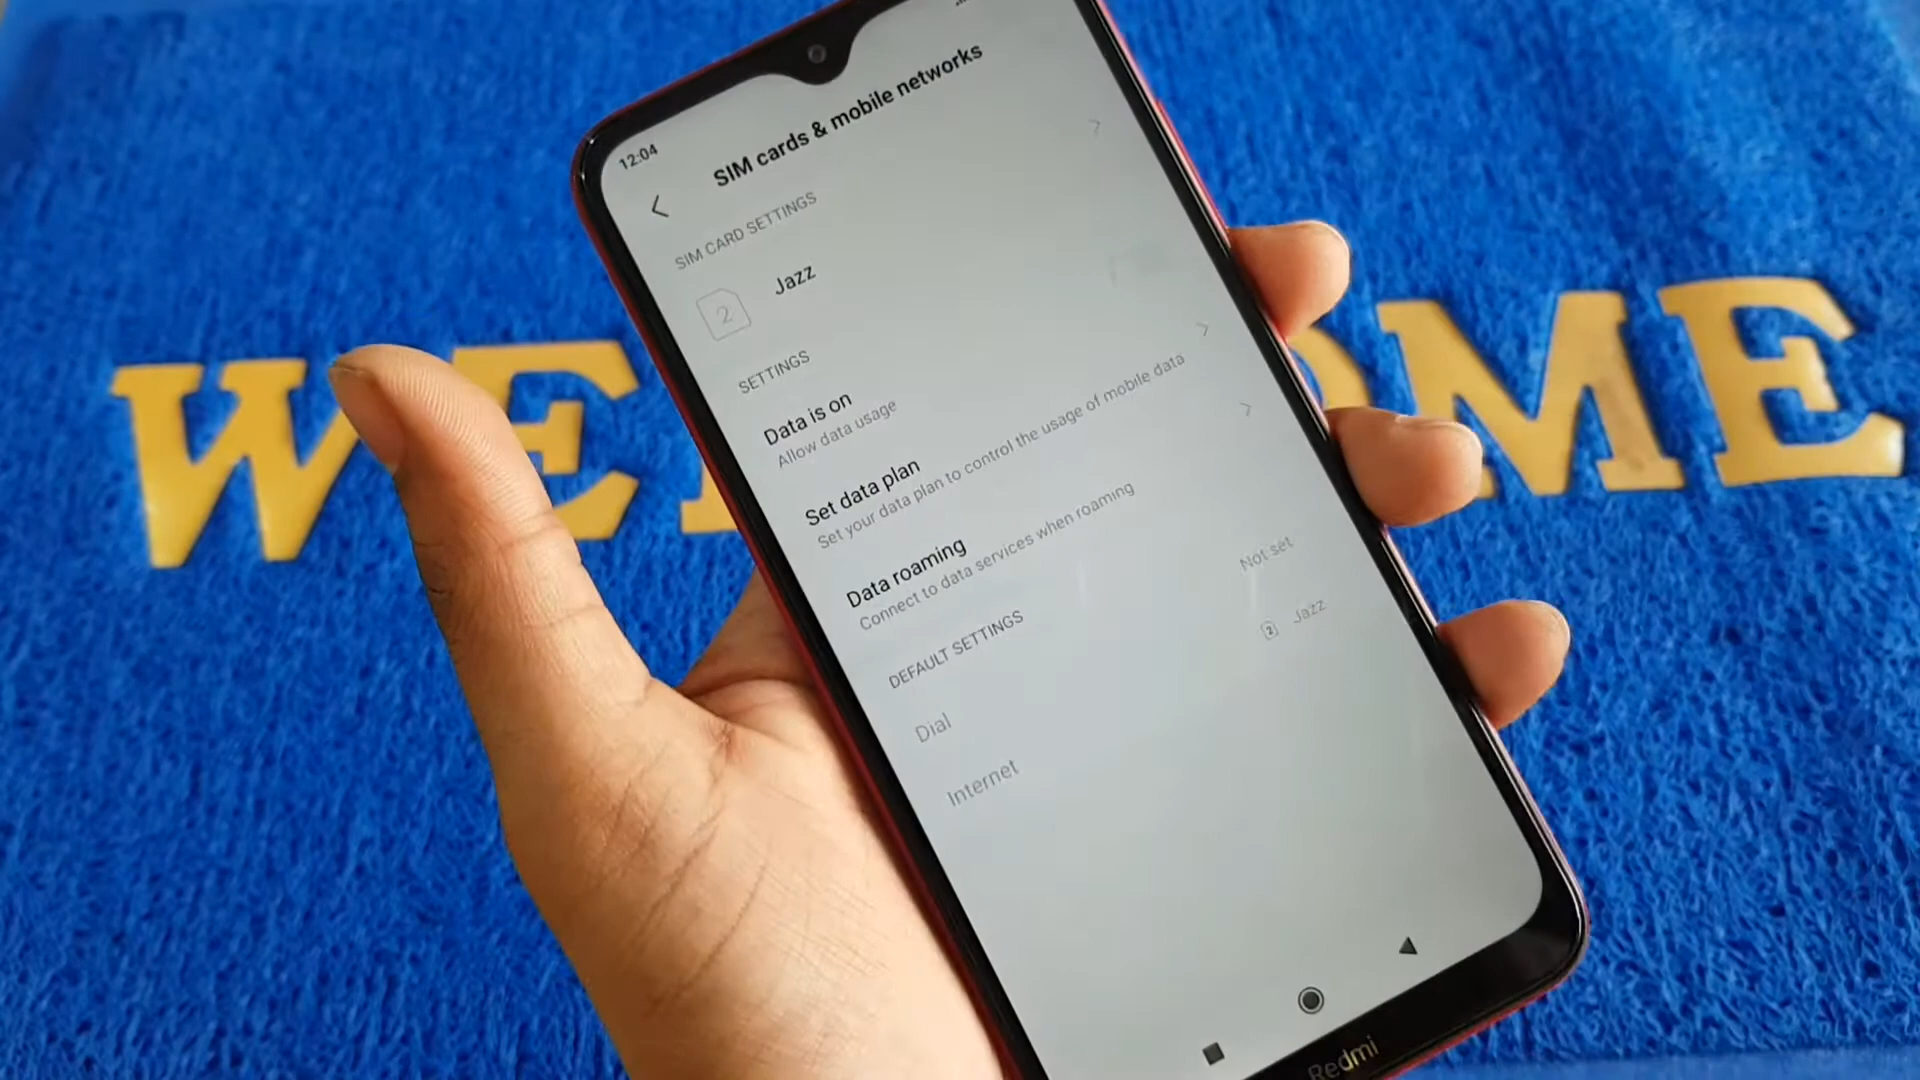 12:04
SIM cards & mobile networks
SIM CARD SETTINGS
2
Jazz
SETTINGS
Data is on
Allow data usage
Set data plan
Set your data plan to control the usage of mobile data
Data roaming
Connect to data services when roaming
DEFAULT SETTINGS
Dial
Not set
Internet
2 Jazz
Redmi
WE
OME